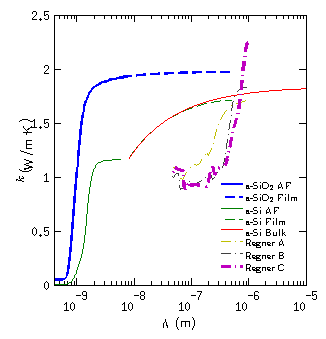 2.5
2
1.5
1
0.5
0
κ (W/m-K)
10⁻⁹
10⁻⁸
10⁻⁷
10⁻⁶
10⁻⁵
Λ (m)
a-SiO₂ AF
a-SiO₂ Film
a-Si AF
a-Si Film
a-Si Bulk
Regner A
Regner B
Regner C